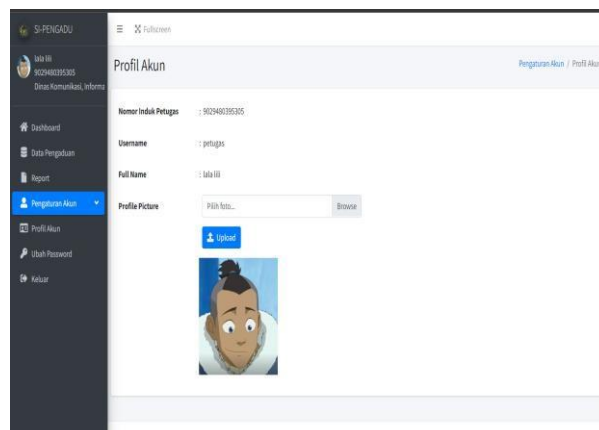 SI-PENGADU
Fullscreen
lala lili
9029480395305
Dinas Komunikasi, Informa
Profil Akun
Pengaturan Akun / Profil Aku
Dashboard
Data Pengaduan
Report
Pengaturan Akun
Profil Akun
Ubah Password
Keluar
Nomor Induk Petugas : 9029480395305
Username : petugas
Full Name : lala lili
Profile Picture
Pilih foto...
Browse
Upload